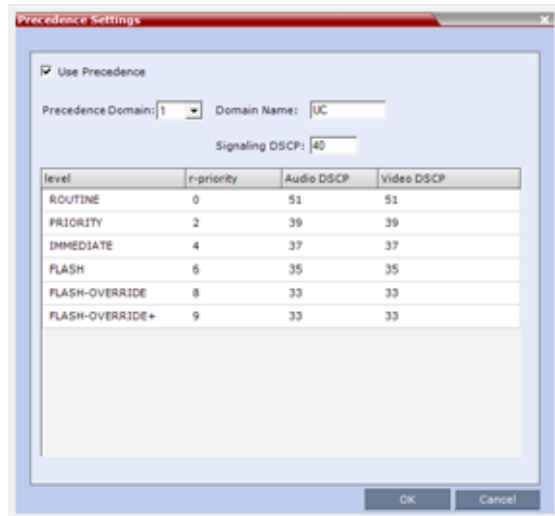 Precedence Settings
Use Precedence
Precedence Domain: 1 Domain Name: UC
Signaling DSCP: 40
level r-priority Audio DSCP Video DSCP
ROUTINE 0 51 51
PRIORITY 2 39 39
IMMEDIATE 4 37 37
FLASH 6 35 35
FLASH-OVERRIDE 8 33 33
FLASH-OVERRIDE+ 9 33 33
OK Cancel